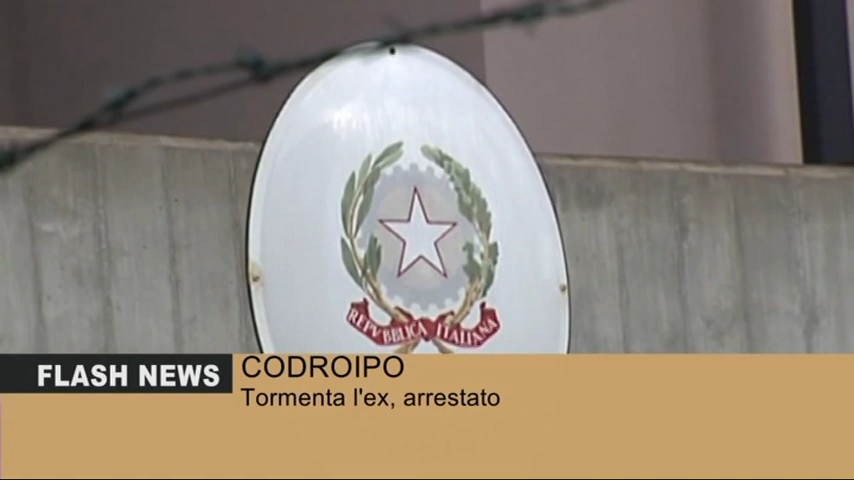 REPVBBLICA ITALIANA
FLASH NEWS
CODROIPO
Tormenta l'ex, arrestato